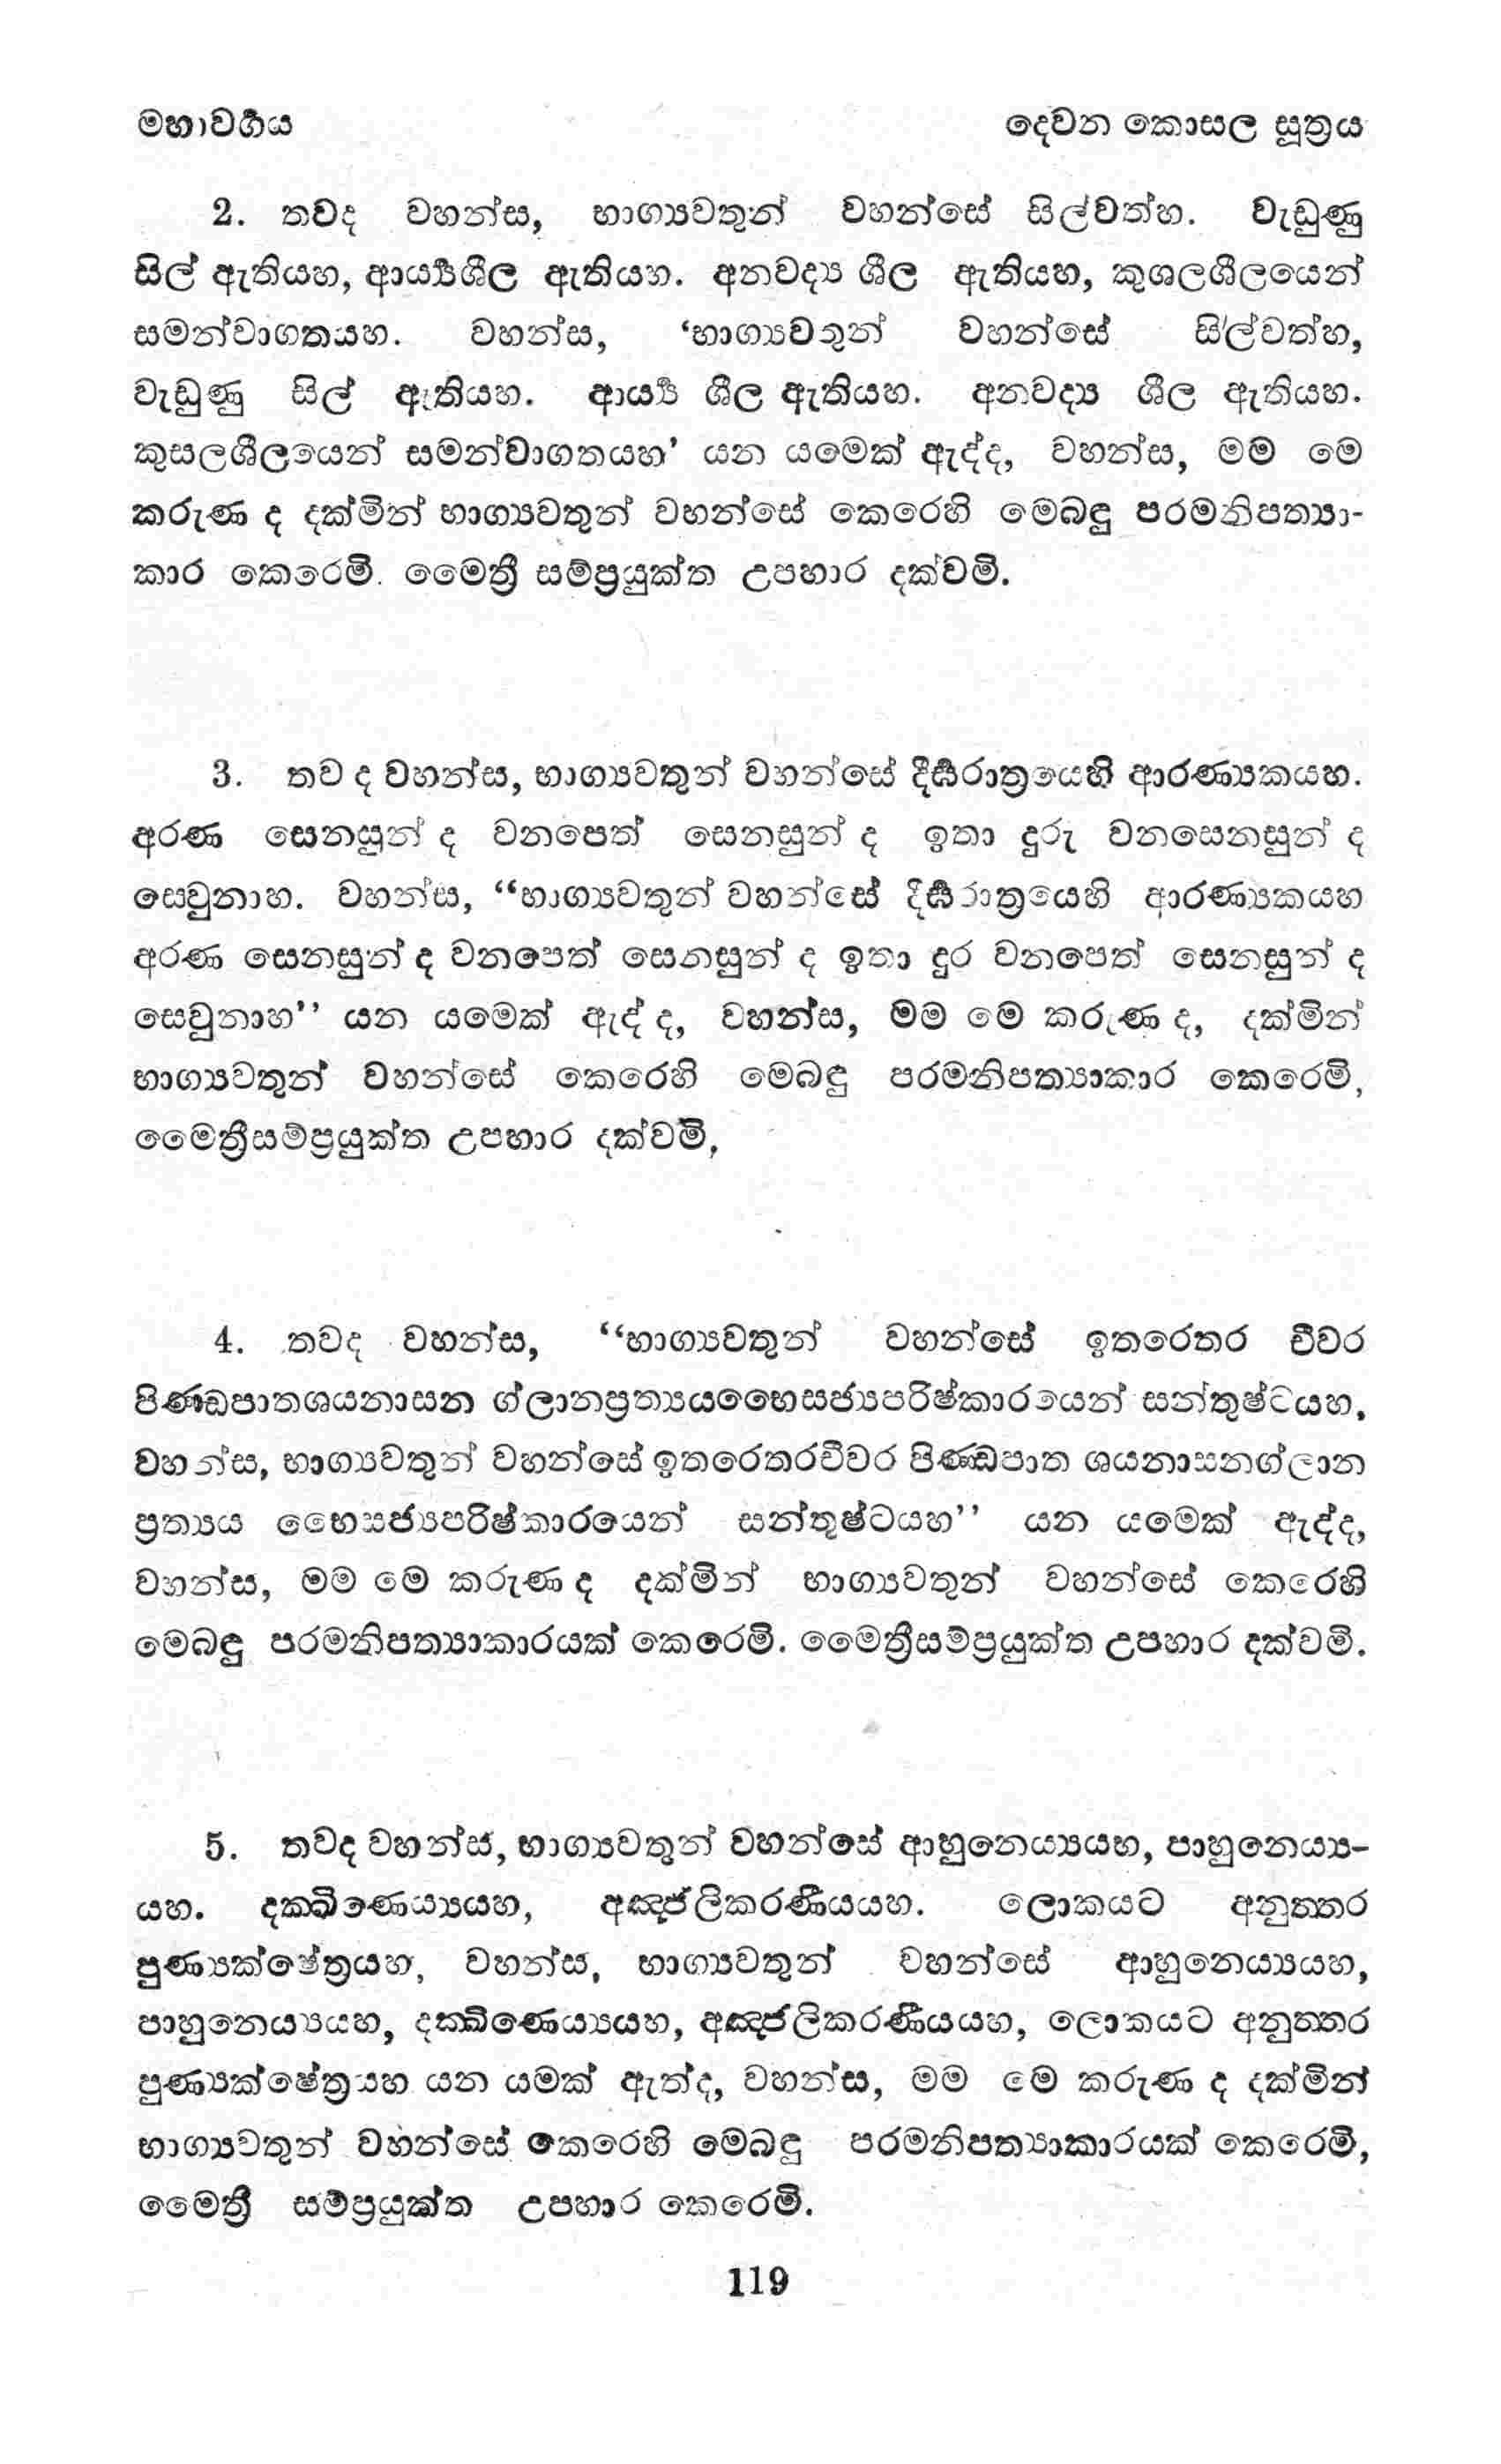 මහාවර්‍ගය
දෙවන කොසල සූත්‍රය
2. තවද වහන්ස, භාග්‍යවතුන් වහන්සේ සිල්වත්හ. වැඩුණු
සිල් ඇතියහ, ආර්‍ය්‍යශීල ඇතියහ. අනවද්‍ය ශීල ඇතියහ, කුශලශීලයෙන්
සමන්වාගතයහ. වහන්ස, ‘භාග්‍යවතුන් වහන්සේ සිල්වත්හ,
වැඩුණු සිල් ඇතියහ. ආර්‍ය්‍ය ශීල ඇතියහ. අනවද්‍ය ශීල ඇතියහ.
කුසලශීලයෙන් සමන්වාගතයහ’ යන යමෙක් ඇද්ද, වහන්ස, මම මෙ
කරුණ ද දක්මින් භාග්‍යවතුන් වහන්සේ කෙරෙහි මෙබඳු පරමනිපත්‍යා-
කාර කෙරෙමි. මෛත්‍රී සම්ප්‍රයුක්ත උපහාර දක්වමි.
3. තව ද වහන්ස, භාග්‍යවතුන් වහන්සේ දීර්‍ඝරාත්‍රයෙහි ආරණ්‍යකයහ.
අරණ සෙනසුන් ද වනපෙත් සෙනසුන් ද ඉතා දුරු වනසෙනසුන් ද
සෙවුනාහ. වහන්ස, “භාග්‍යවතුන් වහන්සේ දීර්‍ඝරාත්‍රයෙහි ආරණ්‍යකයහ
අරණ සෙනසුන් ද වනපෙත් සෙනසුන් ද ඉතා දුර වනපෙත් සෙනසුන් ද
සෙවුනාහ’’ යන යමෙක් ඇද් ද, වහන්ස, මම මෙ කරුණ ද, දක්මින්
භාග්‍යවතුන් වහන්සේ කෙරෙහි මෙබඳු පරමනිපත්‍යාකාර කෙරෙමි,
මෛත්‍රීසම්ප්‍රයුක්ත උපහාර දක්වමි,
4. තවද වහන්ස, “භාග්‍යවතුන් වහන්සේ ඉතරෙතර චීවර
පිණ්ඩපාතශයනාසන ග්ලානප්‍රත්‍යයභෛසජ්‍යපරිෂ්කාරයෙන් සන්තුෂ්ටයහ,
වහන්ස, භාග්‍යවතුන් වහන්සේ ඉතරෙතරචීවර පිණ්ඩපාත ශයනාසනග්ලාන
ප්‍රත්‍යය භෛසජ්‍යපරිෂ්කාරයෙන් සන්තුෂ්ටයහ’’ යන යමෙක් ඇද්ද,
වහන්ස, මම මෙ කරුණ ද දක්මින් භාග්‍යවතුන් වහන්සේ කෙරෙහි
මෙබඳු පරමනිපත්‍යාකාරයක් කෙරෙමි. මෛත්‍රීසම්ප්‍රයුක්ත උපහාර දක්වමි.
5. තවද වහන්ස, භාග්‍යවතුන් වහන්සේ ආහුනෙය්‍යයහ, පාහුනෙය්‍ය-
යහ. දක්ඛිණෙය්‍යයහ, අඤ්ජලිකරණීයයහ. ලොකයට අනුත්තර
පුණ්‍යක්ෂේත්‍රයහ, වහන්ස, භාග්‍යවතුන් වහන්සේ ආහුනෙය්‍යයහ,
පාහුනෙය්‍යයහ, දක්ඛිණෙය්‍යයහ, අඤ්ජලිකරණීයයහ, ලොකයට අනුත්තර
පුණ්‍යක්ෂේත්‍රයහ යන යමක් ඇත්ද, වහන්ස, මම මෙ කරුණ ද දක්මින්
භාග්‍යවතුන් වහන්සේ කෙරෙහි මෙබඳු පරමනිපත්‍යාකාරයක් කෙරෙමි,
මෛත්‍රී සම්ප්‍රයුක්ත උපහාර කෙරෙමි.
119